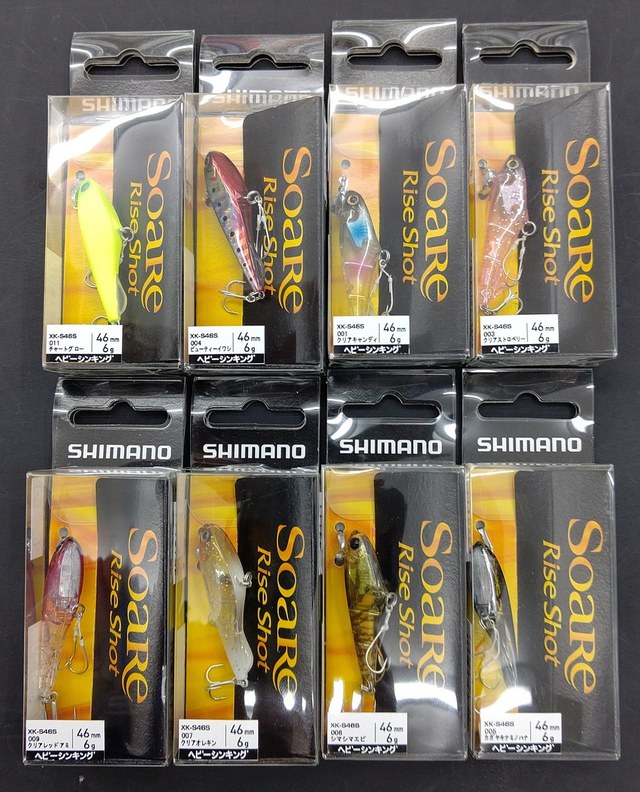 SHIMANO
Soare
Rise Shot
XK-S46S
011
チャートグロー
46mm
6g
ヘビーシンキング
SHIMANO
Soare
Rise Shot
XK-S46S
004
ビューティーイワシ
46mm
6g
ヘビーシンキング
SHIMANO
Soare
Rise Shot
XK-S46S
001
クリアキャンディ
46mm
6g
ヘビーシンキング
SHIMANO
Soare
Rise Shot
XK-S46S
003
クリアストロベリー
46mm
6g
ヘビーシンキング
SHIMANO
Soare
Rise Shot
XK-S46S
009
クリアレッドアミ
46mm
6g
ヘビーシンキング
SHIMANO
Soare
Rise Shot
XK-S46S
007
クリアオレキン
46mm
6g
ヘビーシンキング
SHIMANO
Soare
Rise Shot
XK-S46S
006
シマシマエビ
46mm
6g
ヘビーシンキング
SHIMANO
Soare
Rise Shot
XK-S46S
005
46mm
6g
ヘビーシンキング